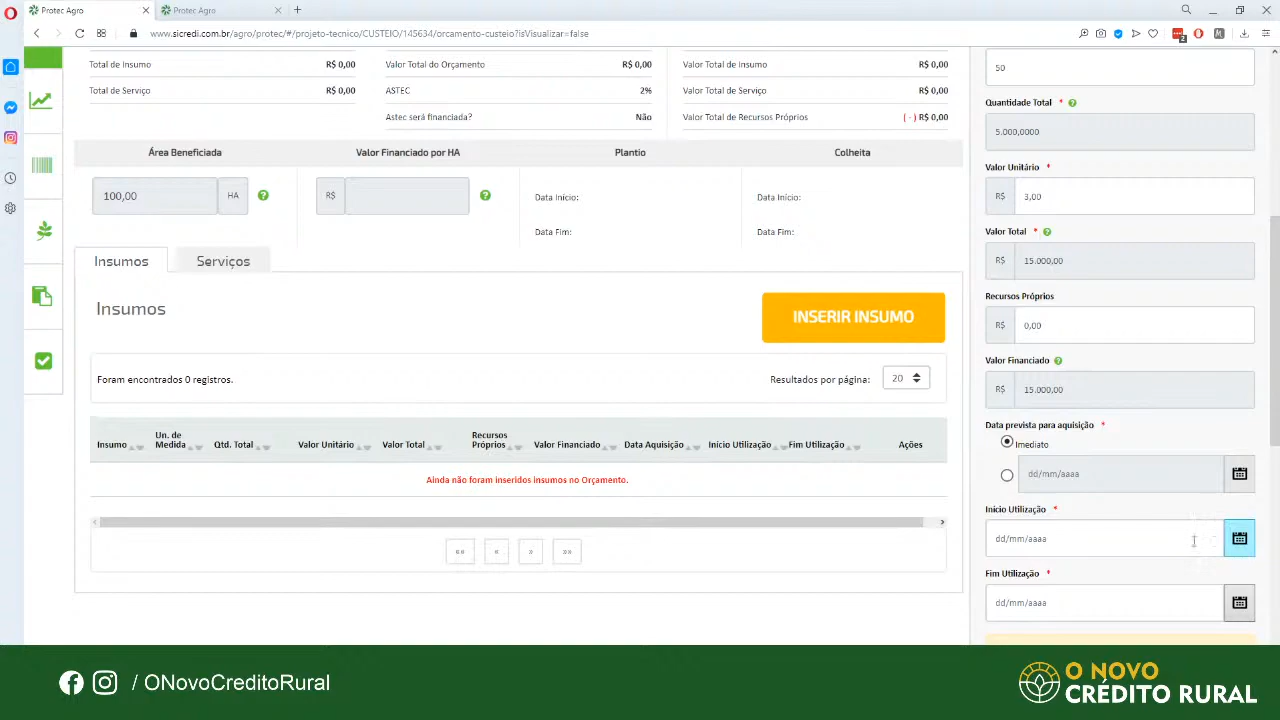 Protec Agro
Protec Agro
www.sicredi.com.br/agro/protec/#/projeto-tecnico/CUSTEIO/145634/orcamento-custeio?isVisualizar=false
2
Total de Insumo R$ 0,00
Valor Total do Orçamento R$ 0,00
Total de Insumo R$ 0,00
Total de Serviço R$ 0,00
ASTEC 2%
Total de Serviço R$ 0,00
Astec será financiada? Não
Valor Total de Recursos Próprios ( - ) R$ 0,00
Área Beneficiada
Valor Financiado por HA
Plantio
Colheita
100,00 HA
R$
Data Início:
Data Início:
Data Fim:
Data Fim:
Insumos
Serviços
Insumos
INSERIR INSUMO
Foram encontrados 0 registros.
Resultados por página: 20
Insumo
Un. de
Medida
Qtd. Total
Valor Unitário
Valor Total
Recursos
Próprios
Valor Financiado
Data Aquisição
Início Utilização
Fim Utilização
Ações
Ainda não foram inseridos insumos no Orçamento.
«« « » »»
50
Quantidade Total *
5.000,0000
Valor Unitário *
R$ 3,00
Valor Total *
R$ 15.000,00
Recursos Próprios
R$ 0,00
Valor Financiado
R$ 15.000,00
Data prevista para aquisição *
Imediato
dd/mm/aaaa
Início Utilização *
dd/mm/aaaa
Fim Utilização *
dd/mm/aaaa
/ ONovoCreditoRural
O NOVO
CRÉDITO RURAL